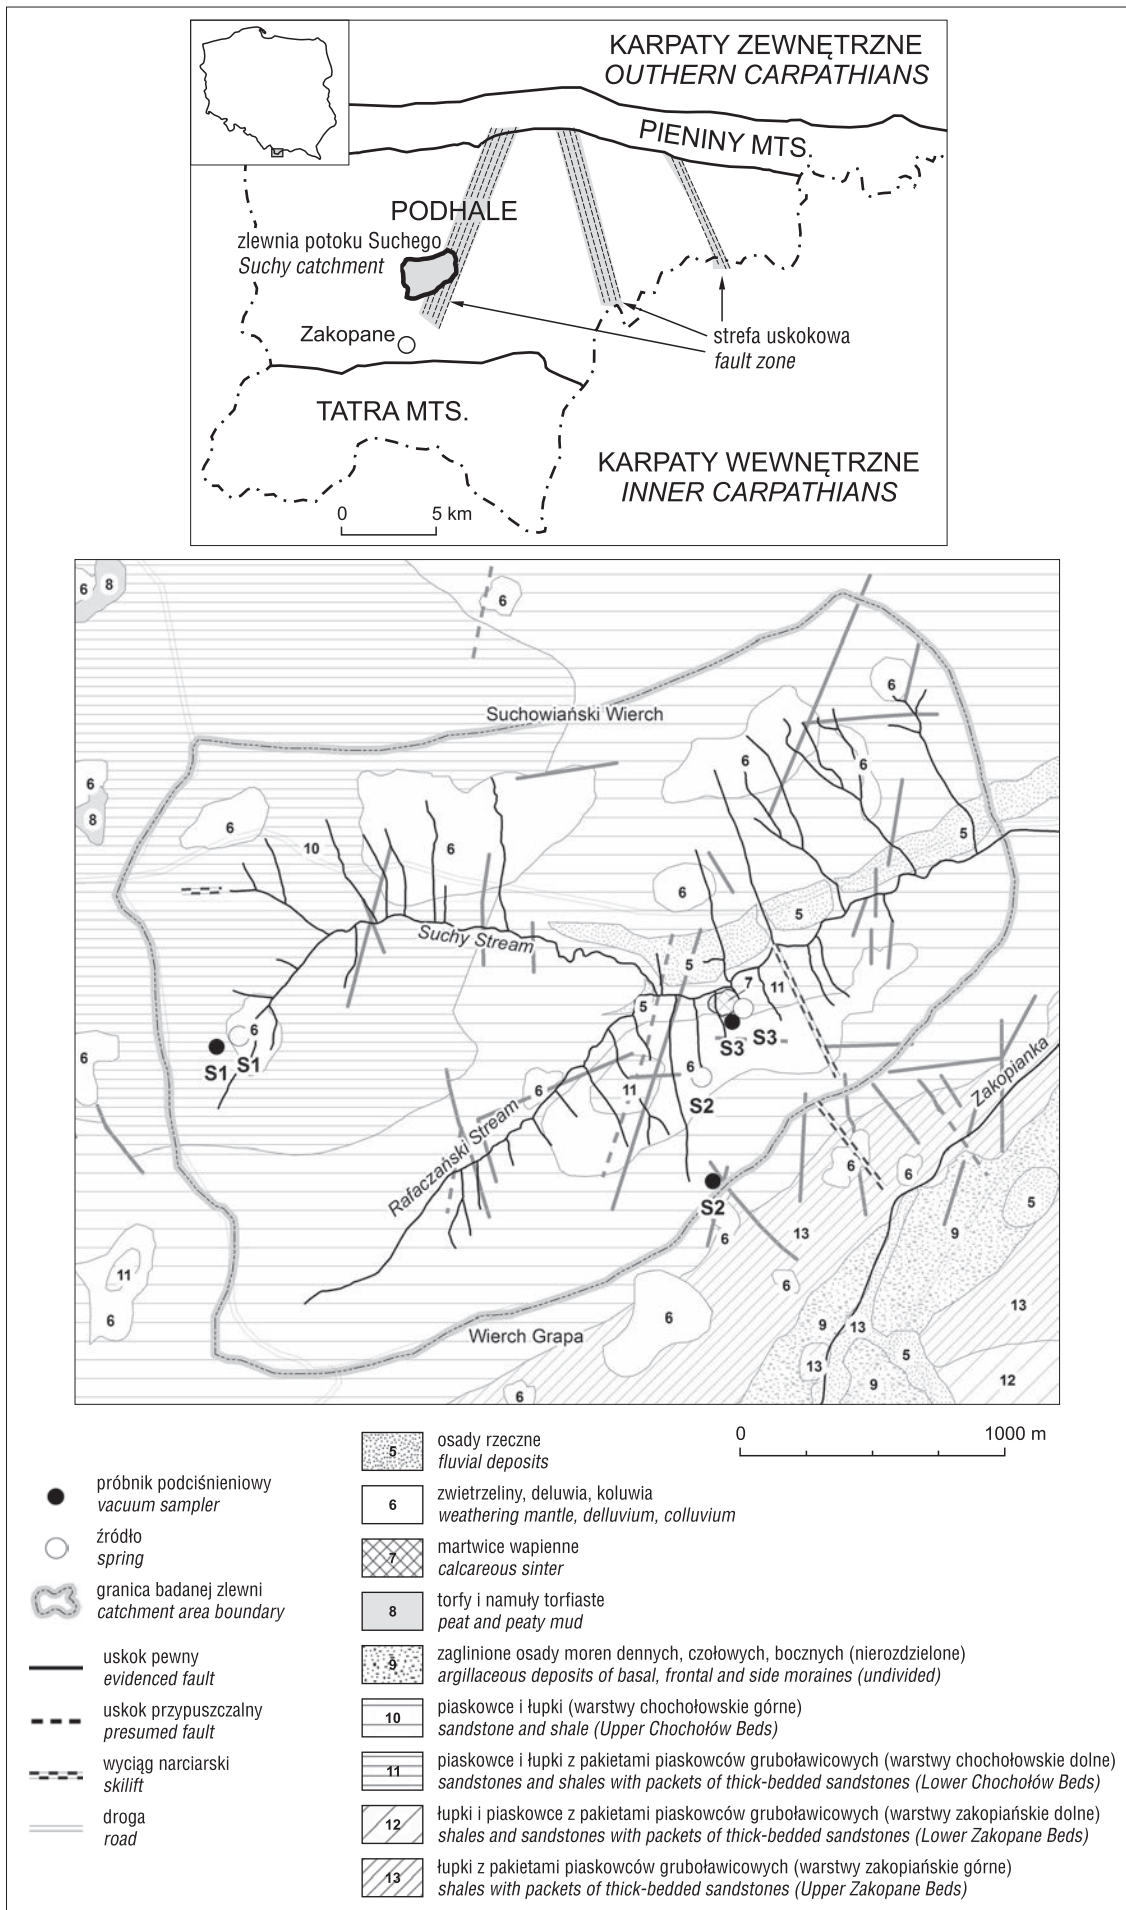 KARPATY ZEWNĘTRZNE
OUTHERN CARPATHIANS
PIENINY MTS.
PODHALE
zlewnia potoku Suchego
Suchy catchment
Zakopane
strefa uskokowa
fault zone
TATRA MTS.
KARPATY WEWNĘTRZNE
INNER CARPATHIANS
0 5 km
6 8
6
6
Suchowiański Wierch
6
6
6
8
6
10
6
5
6
5
Suchy Stream
5
7
11
5
6
S1 S1
6
S3 S3
6
11
6
S2
Zakopianka
Rafaczański Stream
6
6
S2
5
13
9
6
11
6
6
6
13
Wierch Grapa
9
13
13
5
9
12
6
0 1000 m
próbnik podciśnieniowy
vacuum sampler
źródło
spring
granica badanej zlewni
catchment area boundary
uskok pewny
evidenced fault
uskok przypuszczalny
presumed fault
wyciąg narciarski
skilift
droga
road
5 osady rzeczne
fluvial deposits
6 zwietrzeliny, deluwia, koluwia
weathering mantle, delluvium, colluvium
7 martwice wapienne
calcareous sinter
8 torfy i namuły torfiaste
peat and peaty mud
9 zaglinione osady moren dennych, czołowych, bocznych (nierozdzielone)
argillaceous deposits of basal, frontal and side moraines (undivided)
10 piaskowce i łupki (warstwy chochołowskie górne)
sandstone and shale (Upper Chochołów Beds)
11 piaskowce i łupki z pakietami piaskowców gruboławicowych (warstwy chochołowskie dolne)
sandstones and shales with packets of thick-bedded sandstones (Lower Chochołów Beds)
12 łupki i piaskowce z pakietami piaskowców gruboławicowych (warstwy zakopiańskie dolne)
shales and sandstones with packets of thick-bedded sandstones (Lower Zakopane Beds)
13 łupki z pakietami piaskowców gruboławicowych (warstwy zakopiańskie górne)
shales with packets of thick-bedded sandstones (Upper Zakopane Beds)